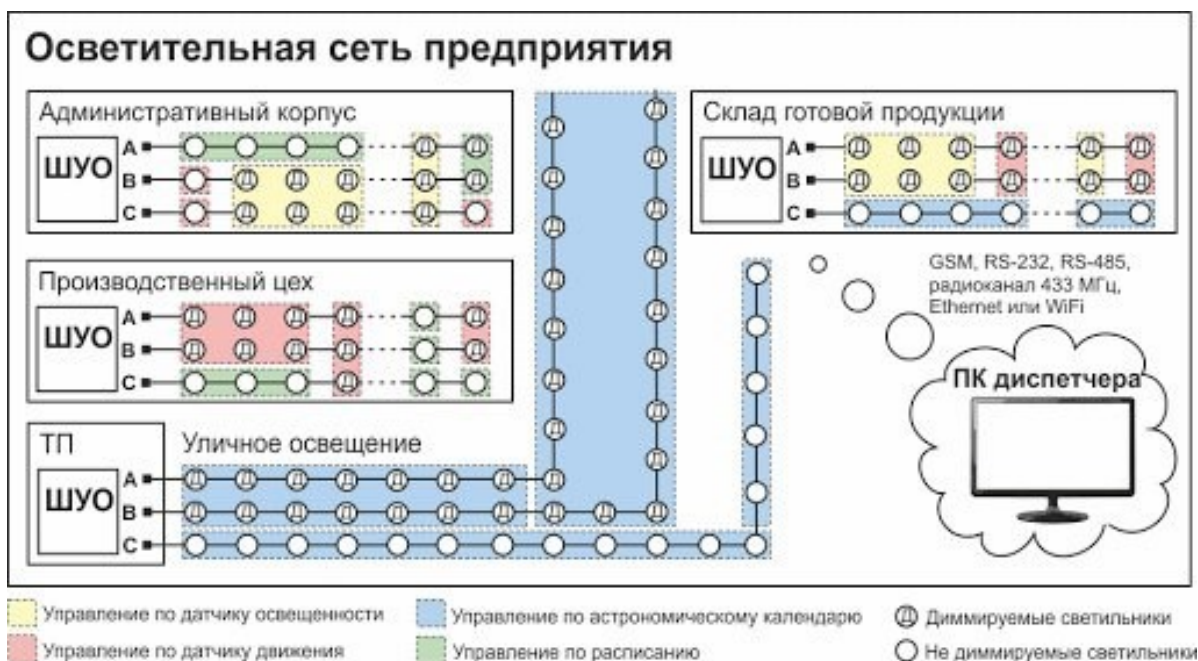 Осветительная сеть предприятия
Административный корпус
ШУО
A
B
C
Склад готовой продукции
ШУО
A
B
C
Производственный цех
ШУО
A
B
C
GSM, RS-232, RS-485,
радиоканал 433 МГц,
Ethernet или WiFi
ПК диспетчера
ТП
Уличное освещение
ШУО
A
B
C
Управление по датчику освещенности
Управление по астрономическому календарю
Д Диммируемые светильники
Управление по датчику движения
Управление по расписанию
Не диммируемые светильники